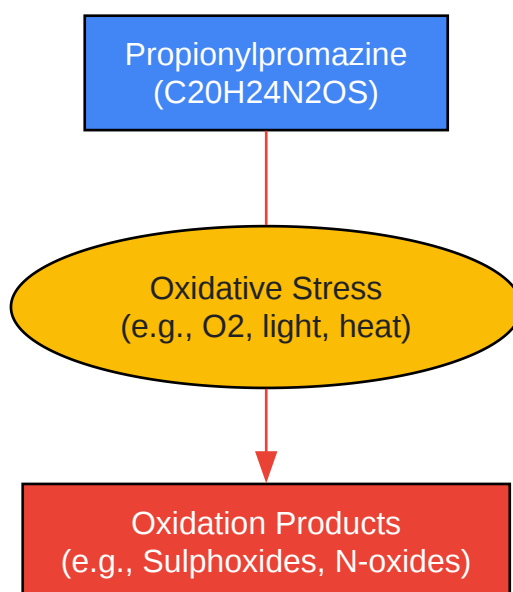 Propionylpromazine
(C20H24N2OS)
Oxidative Stress
(e.g., O2, light, heat)
Oxidation Products
(e.g., Sulphoxides, N-oxides)